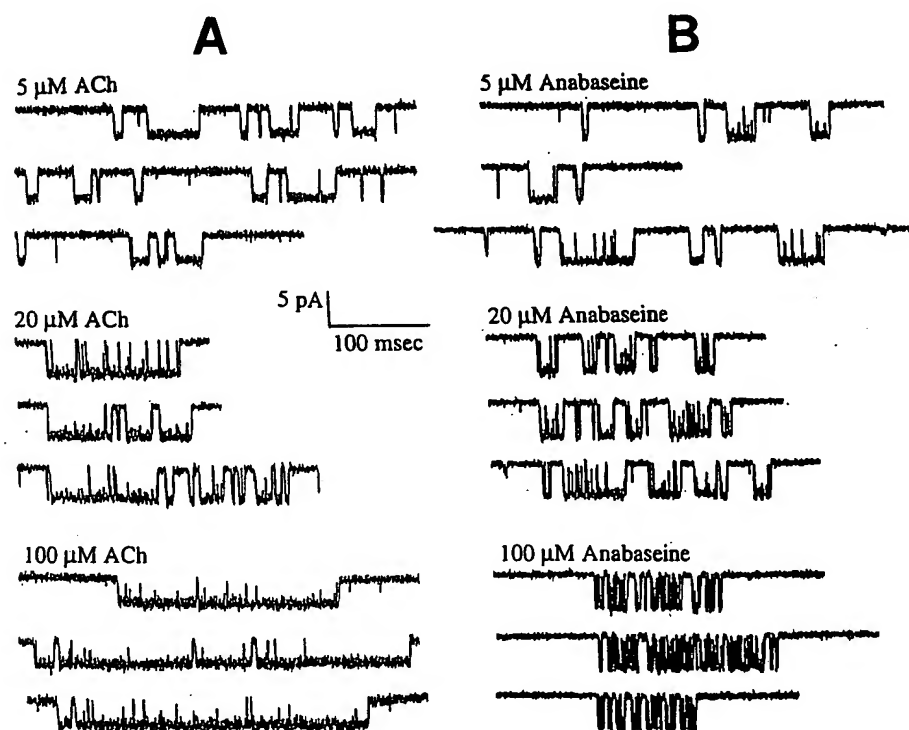 A
B
5 µM ACh
5 µM Anabaseine
5 pA
100 msec
20 µM ACh
20 µM Anabaseine
100 µM ACh
100 µM Anabaseine